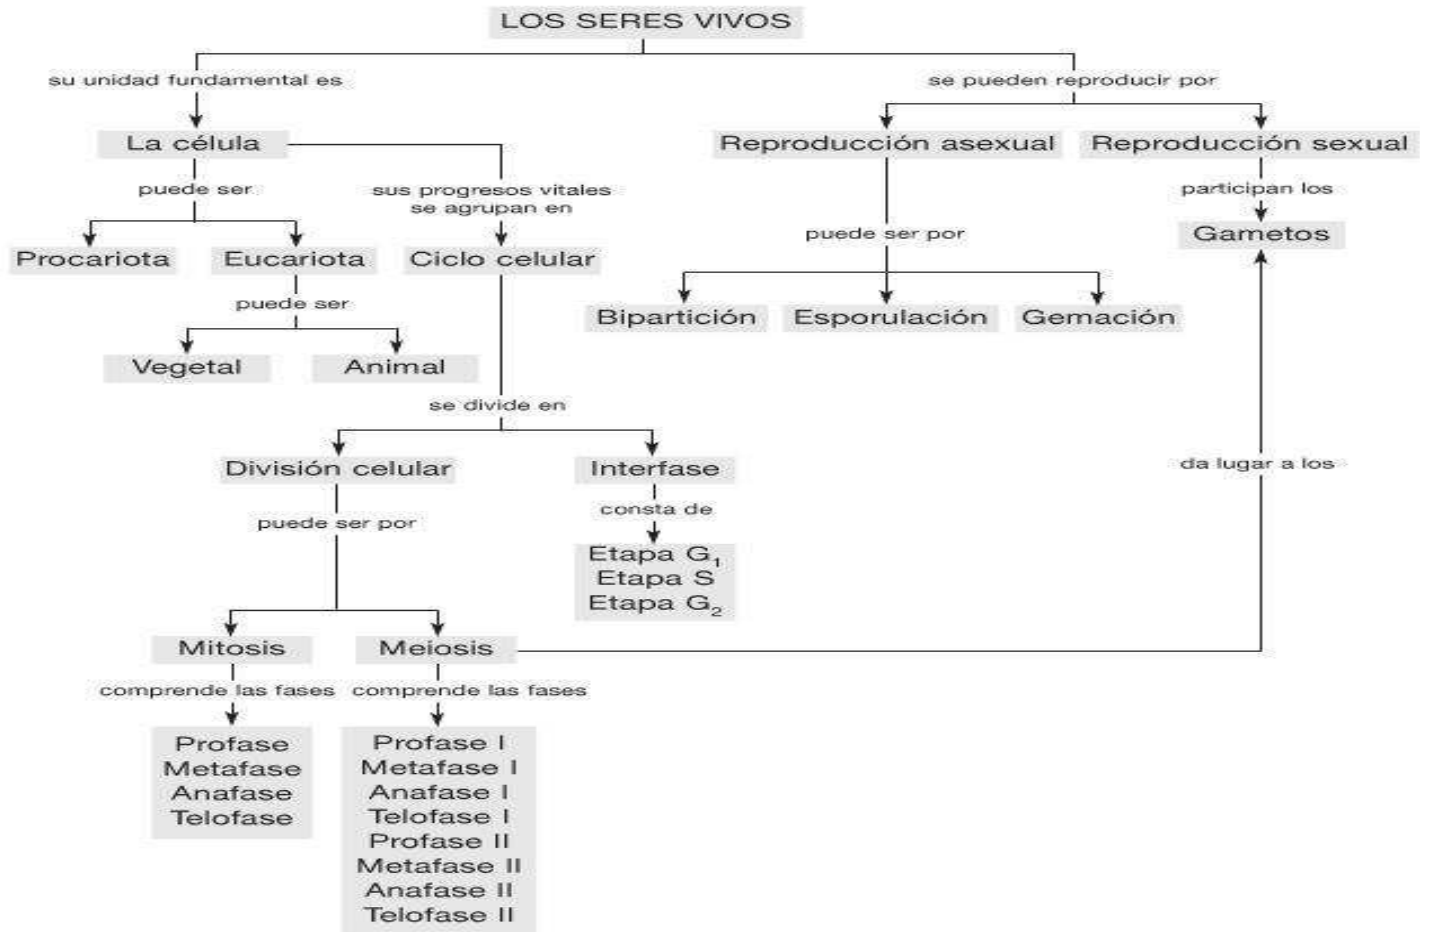 LOS SERES VIVOS
su unidad fundamental es
se pueden reproducir por
La célula
Reproducción asexual
Reproducción sexual
puede ser
sus progresos vitales
se agrupan en
participan los
puede ser por
Gametos
Procariota
Eucariota
Ciclo celular
puede ser
Bipartición
Esporulación
Gemación
Vegetal
Animal
se divide en
División celular
Interfase
da lugar a los
puede ser por
consta de
Etapa G₁
Etapa S
Etapa G₂
Mitosis
Meiosis
comprende las fases
comprende las fases
Profase
Metafase
Anafase
Telofase
Profase I
Metafase I
Anafase I
Telofase I
Profase II
Metafase II
Anafase II
Telofase II